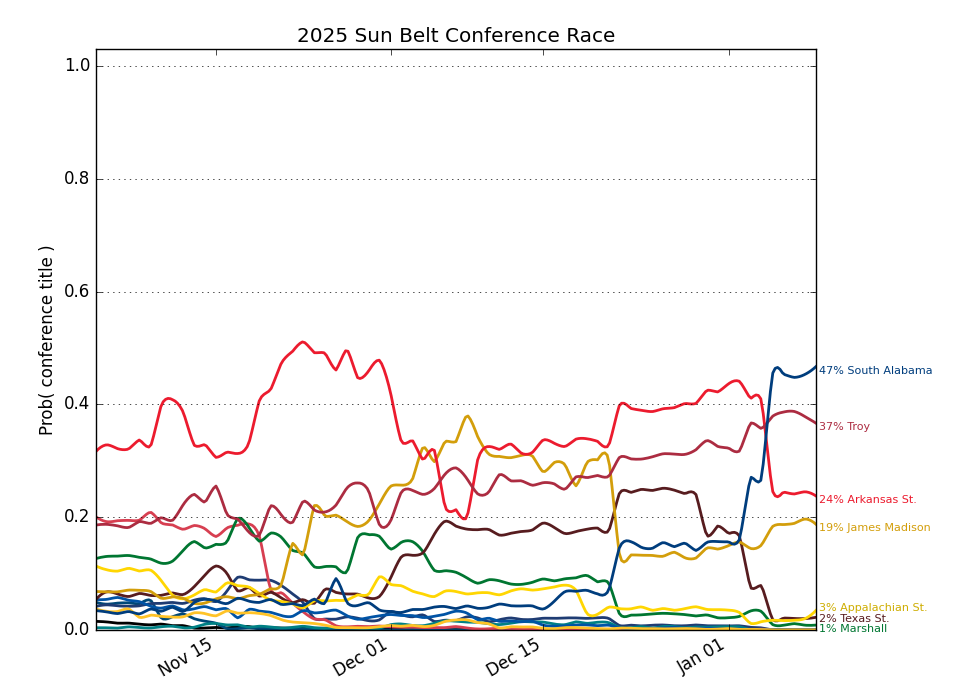 2025 Sun Belt Conference Race
Prob( conference title )
1.0
0.8
0.6
0.4
0.2
0.0
Nov 15
Dec 01
Dec 15
Jan 01
47% South Alabama
37% Troy
24% Arkansas St.
19% James Madison
3% Appalachian St.
2% Texas St.
1% Marshall